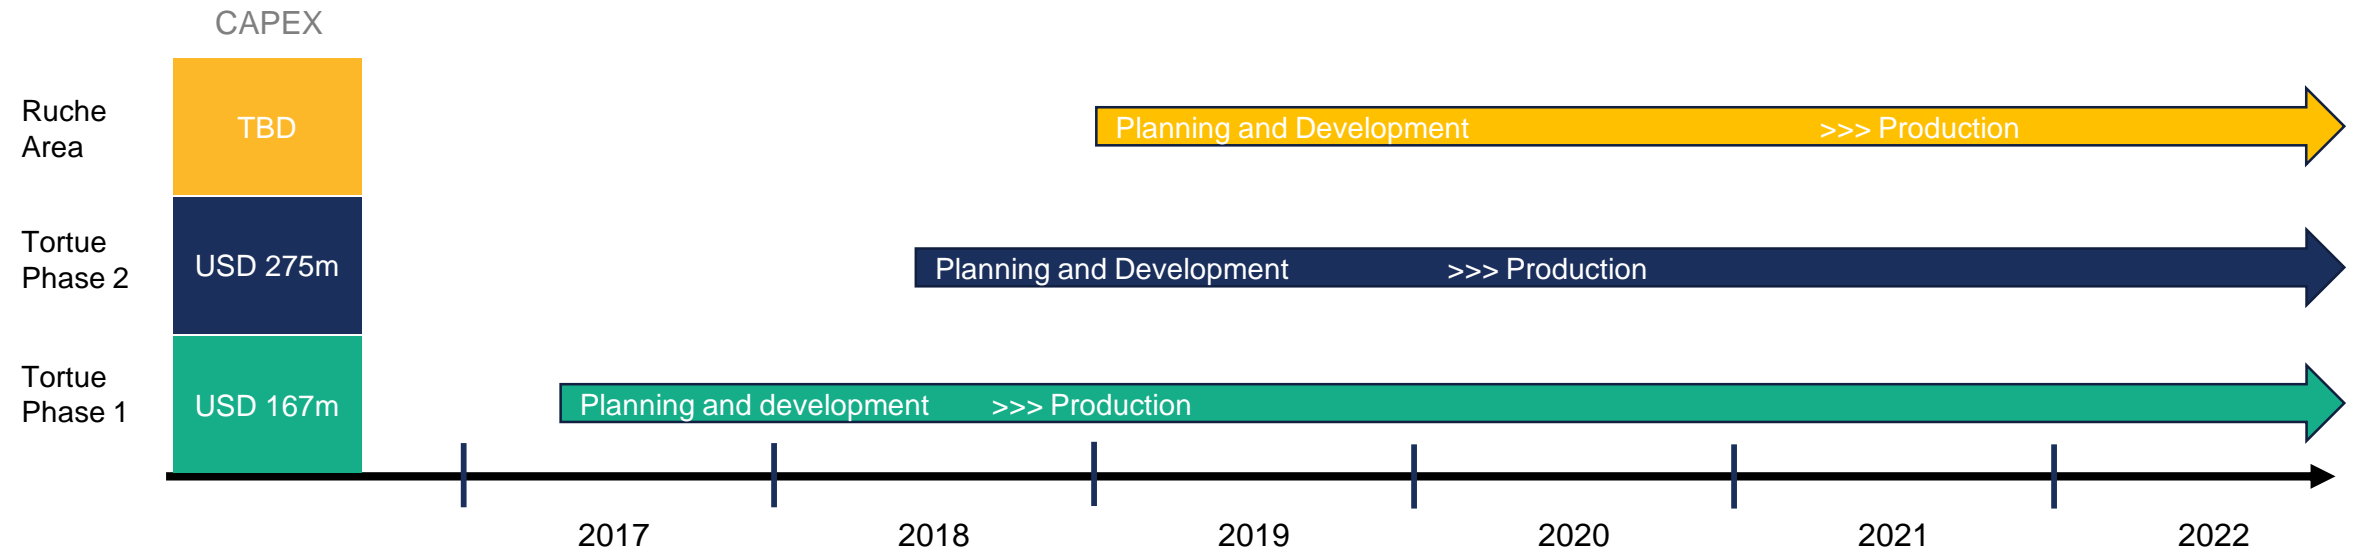 CAPEX
Ruche
Area
TBD
Planning and Development >>> Production
Tortue
Phase 2
USD 275m
Planning and Development >>> Production
Tortue
Phase 1
USD 167m
Planning and development >>> Production
2017 2018 2019 2020 2021 2022